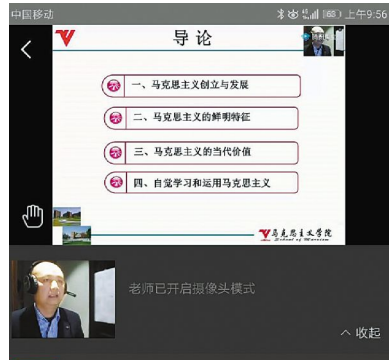 中国移动
上午9:56
导 论
一、马克思主义创立与发展
二、马克思主义的鲜明特征
三、马克思主义的当代价值
四、自觉学习和运用马克思主义
马克思主义学院
School of Marxism
老师已开启摄像头模式
收起